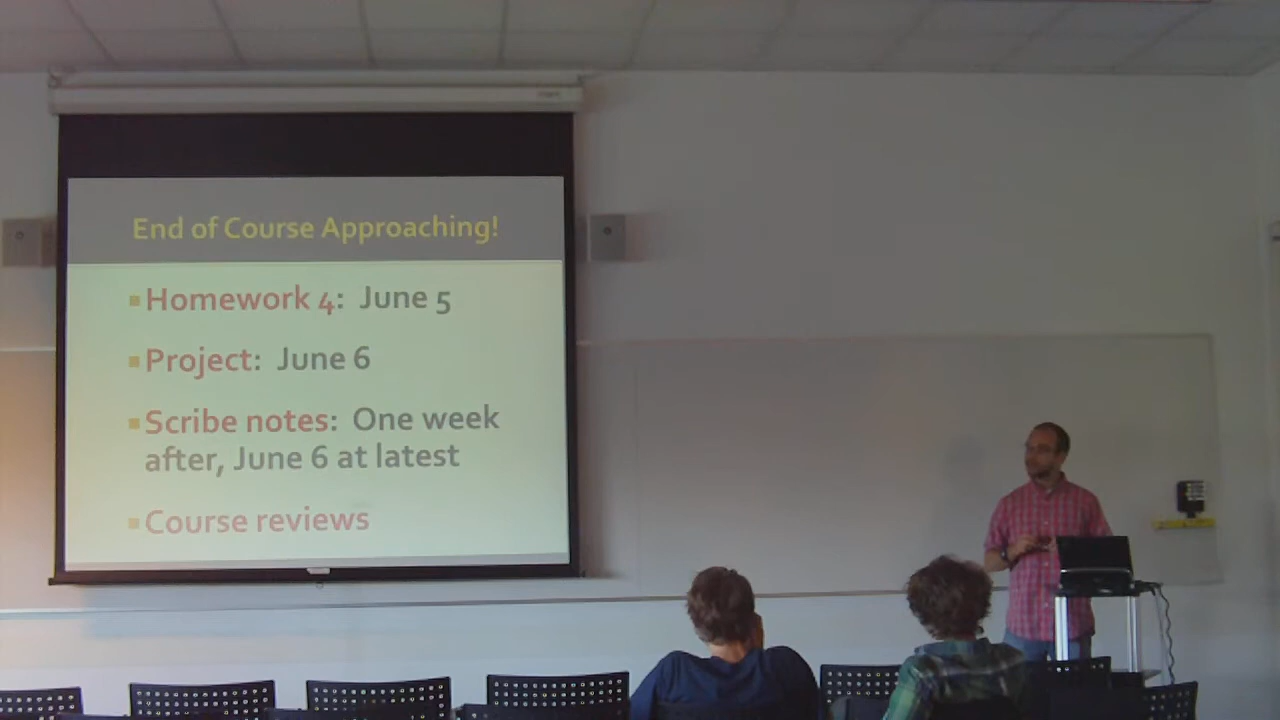 End of Course Approaching!
Homework 4: June 5
Project: June 6
Scribe notes: One week
after, June 6 at latest
Course reviews